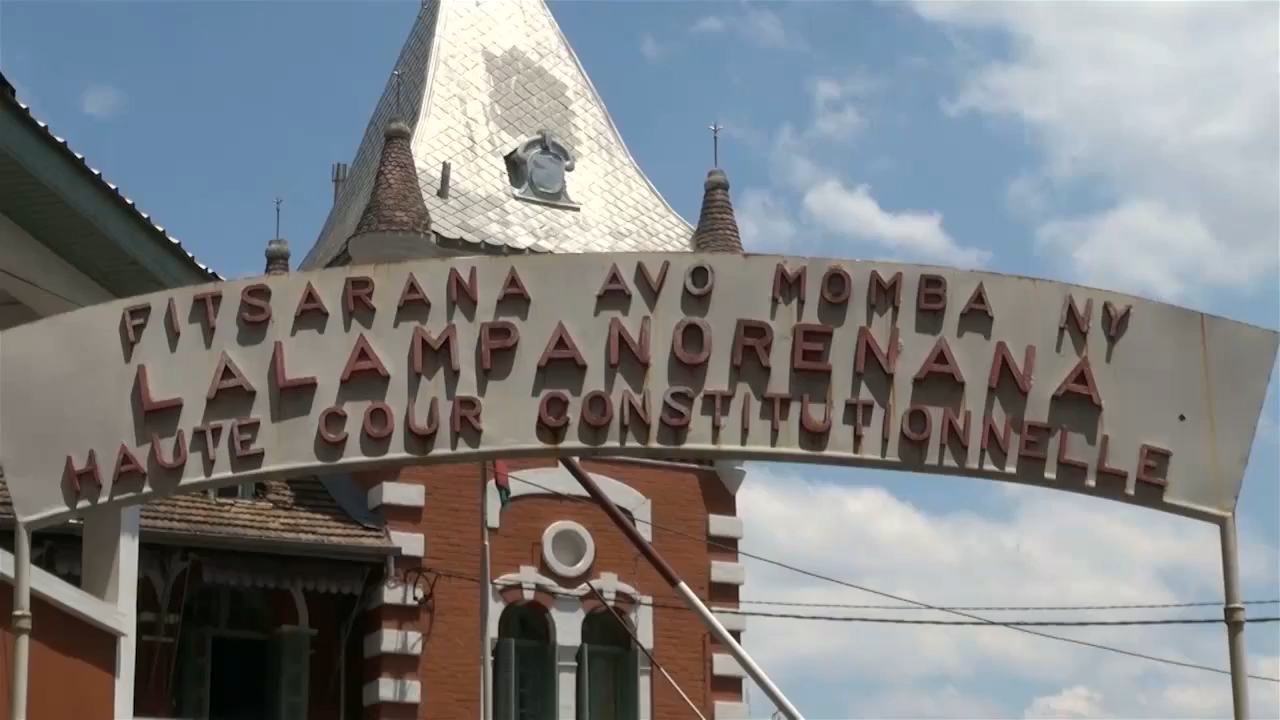 FITSARANA AVO MOMBA NY
LALAMPANORENANA
HAUTE COUR CONSTITUTIONNELLE